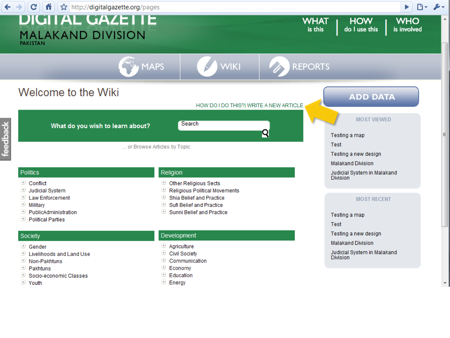 http://digitalgazette.org/pages
DIGITAL GAZETTE
MALAKAND DIVISION
PAKISTAN
WHAT
is this
HOW
do I use this
WHO
is involved
MAPS
WIKI
REPORTS
Welcome to the Wiki
HOW DO I DO THIS?| WRITE A NEW ARTICLE
What do you wish to learn about?
Search
... or Browse Articles by Topic
feedback
Politics
Conflict
Judicial System
Law Enforcement
Military
PublicAdministration
Political Parties
Religion
Other Religious Sects
Religious Political Movements
Shia Belief and Practice
Sufi Belief and Practice
Sunni Belief and Practice
Society
Gender
Livelihoods and Land Use
Non-Pakhtuns
Pakhtuns
Socio-economic Classes
Youth
Development
Agriculture
Civil Society
Communication
Economy
Education
Energy
ADD DATA
MOST VIEWED
Testing a map
Test
Testing a new design
Malakand Division
Judicial System in Malakand
Division
MOST RECENT
Testing a map
Test
Testing a new design
Malakand Division
Judicial System in Malakand
Division